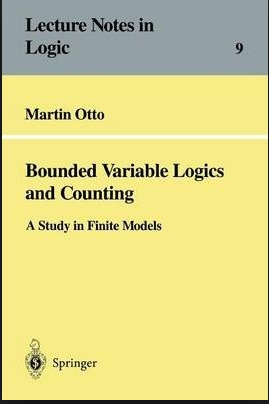 Lecture Notes in
Logic 9
Martin Otto
Bounded Variable Logics
and Counting
A Study in Finite Models
Springer